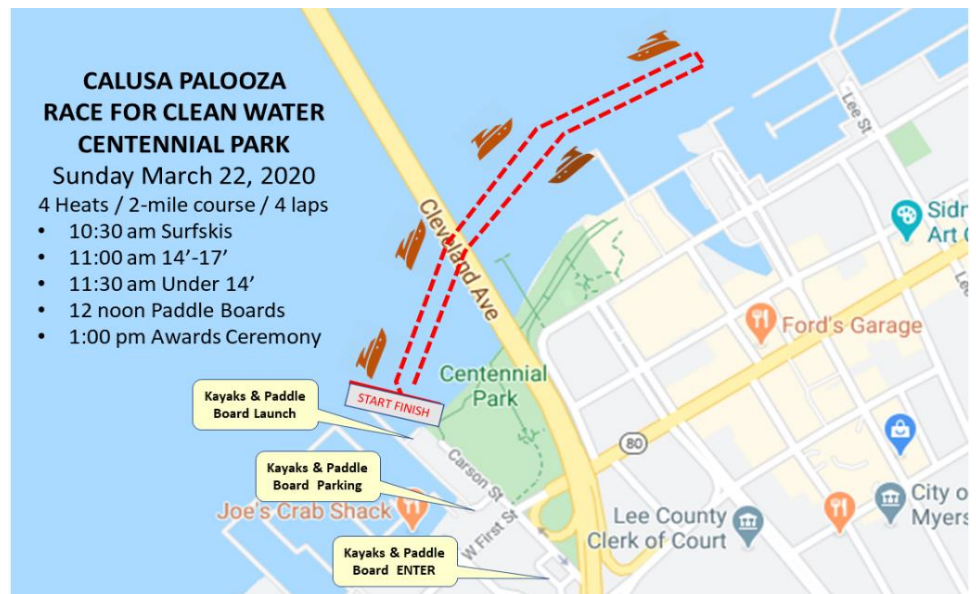 CALUSA PALOOZA
RACE FOR CLEAN WATER
CENTENNIAL PARK
Sunday March 22, 2020
4 Heats / 2-mile course / 4 laps
• 10:30 am Surfskis
• 11:00 am 14’-17’
• 11:30 am Under 14’
• 12 noon Paddle Boards
• 1:00 pm Awards Ceremony
Cleveland Ave
Lee St
Sidn
Art C
Ford's Garage
Centennial
Park
START FINISH
Kayaks & Paddle
Board Launch
80
Carson St
Kayaks & Paddle
Board Parking
Joe's Crab Shack
W First St
Lee County
Clerk of Court
City o
Myers
Kayaks & Paddle
Board ENTER